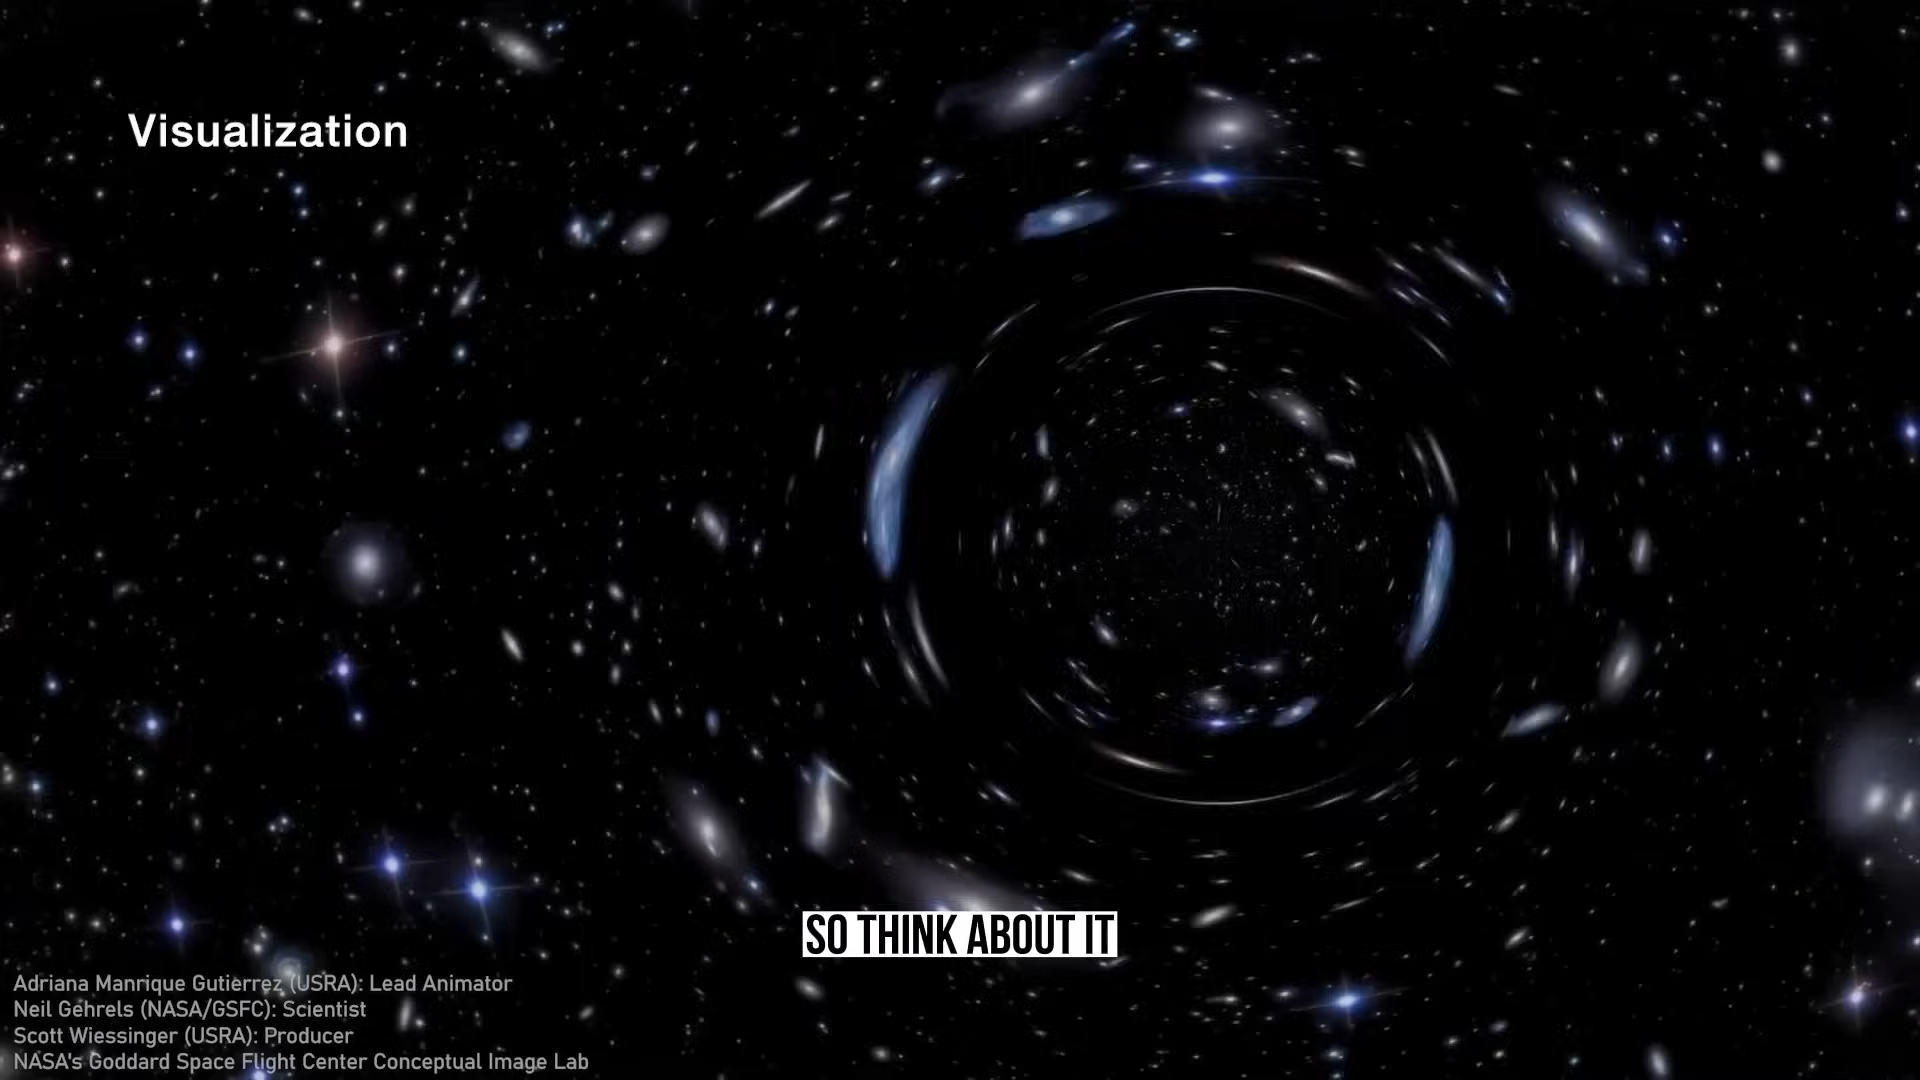 Visualization
SO THINK ABOUT IT
Adriana Manrique Gutierrez (USRA): Lead Animator
Neil Gehrels (NASA/GSFC): Scientist
Scott Wiessinger (USRA): Producer
NASA's Goddard Space Flight Center Conceptual Image Lab